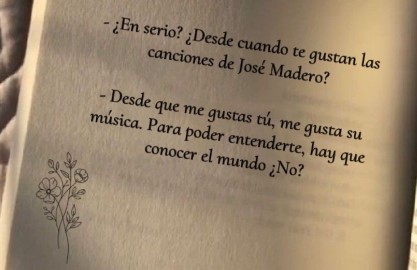 - ¿En serio? ¿Desde cuando te gustan las
canciones de José Madero?
- Desde que me gustas tú, me gusta su
música. Para poder entenderte, hay que
conocer el mundo ¿No?